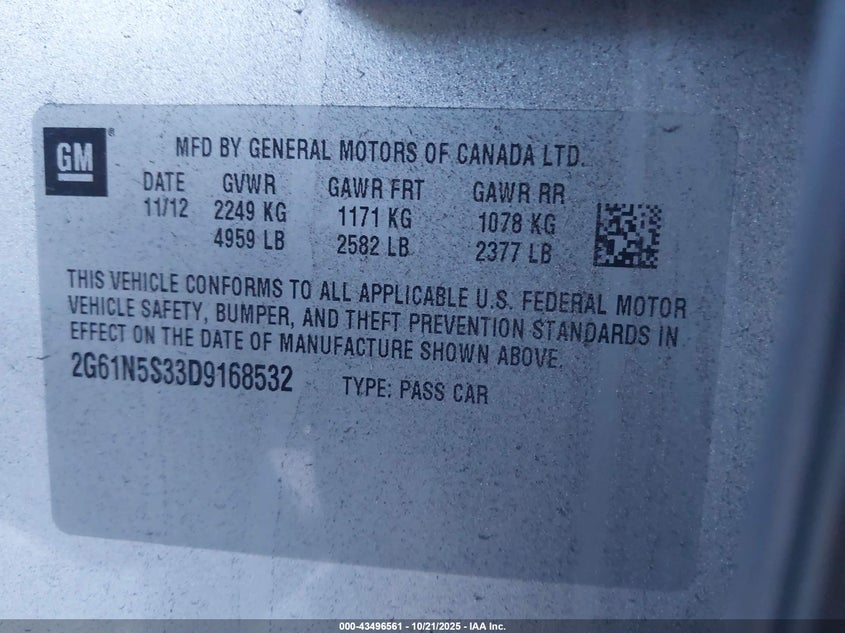 GM ®
MFD BY GENERAL MOTORS OF CANADA LTD.
DATE GVWR GAWR FRT GAWR RR
11/12 2249 KG 1171 KG 1078 KG
4959 LB 2582 LB 2377 LB
THIS VEHICLE CONFORMS TO ALL APPLICABLE U.S. FEDERAL MOTOR
VEHICLE SAFETY, BUMPER, AND THEFT PREVENTION STANDARDS IN
EFFECT ON THE DATE OF MANUFACTURE SHOWN ABOVE.
2G61N5S33D9168532 TYPE: PASS CAR
000-43496561 - 10/21/2025 - IAA Inc.